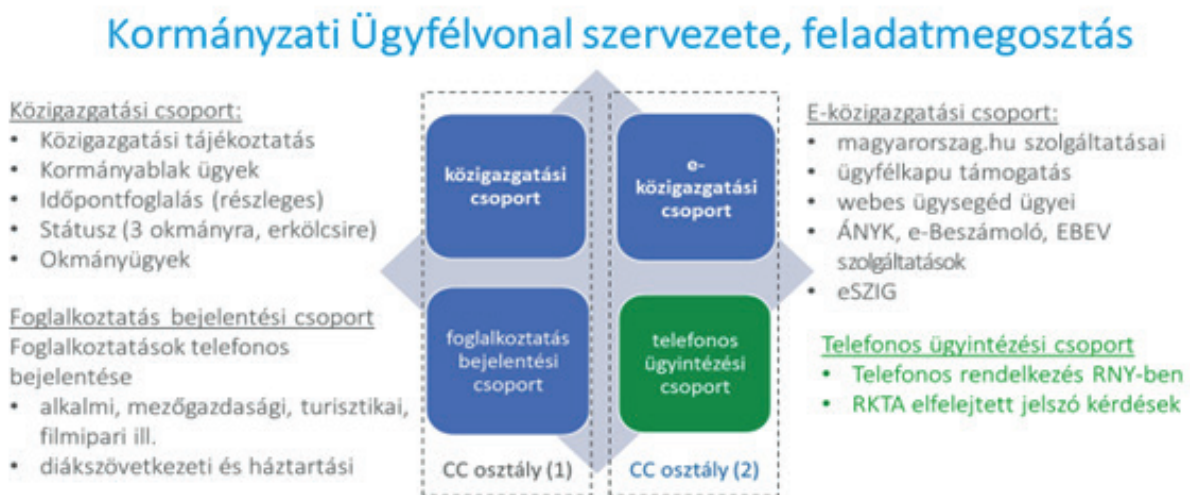 Kormányzati Ügyfélvonal szervezete, feladatmegosztás
Közigazgatási csoport:
• Közigazgatási tájékoztatás
• Kormányablak ügyek
• Időpontfoglalás (részleges)
• Státusz (3 okmányra, erkölcsire)
• Okmányügyek
Foglalkoztatás bejelentési csoport
Foglalkoztatások telefonos
bejelentése
• alkalmi, mezőgazdasági, turisztikai,
filmipari ill.
• diákszövetkezeti és háztartási
közigazgatási
csoport
foglalkoztatás
bejelentési
csoport
CC osztály (1)
e-
közigazgatási
csoport
telefonos
ügyintézési
csoport
CC osztály (2)
E-közigazgatási csoport:
• magyarorszag.hu szolgáltatásai
• ügyfélkapu támogatás
• webes ügysegéd ügyei
• ÁNYK, e-Beszámoló, EBEV
szolgáltatások
• eSZIG
Telefonos ügyintézési csoport
• Telefonos rendelkezés RNY-ben
• RKTA elfelejtett jelszó kérdések